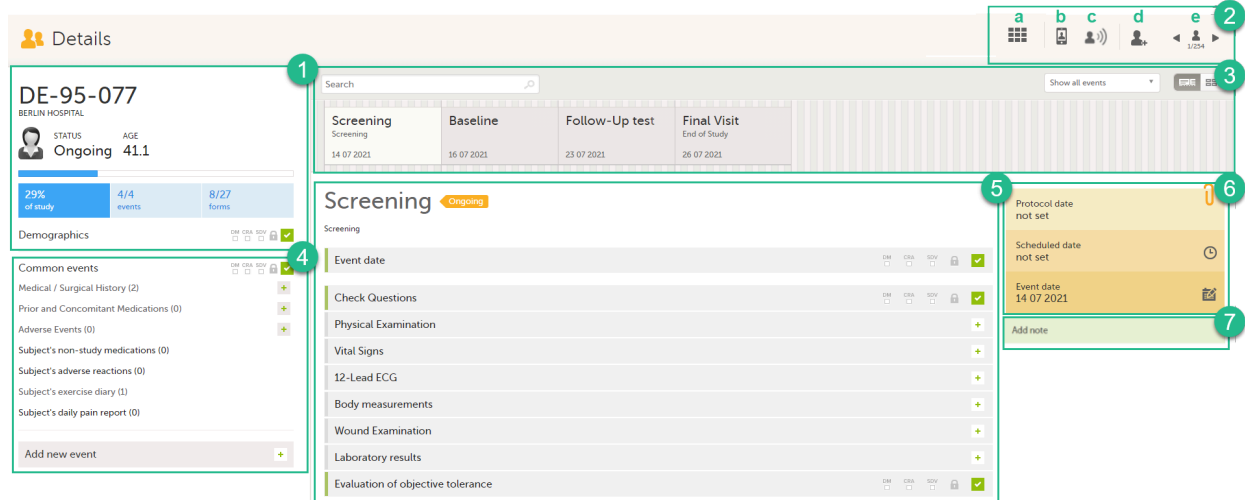 Details
a b c d e 2
1/254
1
DE-95-077
BERLIN HOSPITAL
STATUS AGE
Ongoing 41.1
29% 4/4 8/27
of study events forms
Demographics DM CRA SDV
Search Show all events 3
Screening Baseline Follow-Up test Final Visit
Screening End of Study
14 07 2021 16 07 2021 23 07 2021 26 07 2021
4
Common events DM CRA SDV
Medical / Surgical History (2) +
Prior and Concomitant Medications (0) +
Adverse Events (0) +
Subject's non-study medications (0)
Subject's adverse reactions (0)
Subject's exercise diary (1)
Subject's daily pain report (0)
Add new event +
5
Screening Ongoing
Screening
Event date DM CRA SDV
Check Questions DM CRA SDV
Physical Examination +
Vital Signs +
12-Lead ECG +
Body measurements +
Wound Examination +
Laboratory results +
Evaluation of objective tolerance DM CRA SDV
6
Protocol date
not set
Scheduled date
not set
Event date
14 07 2021
7
Add note